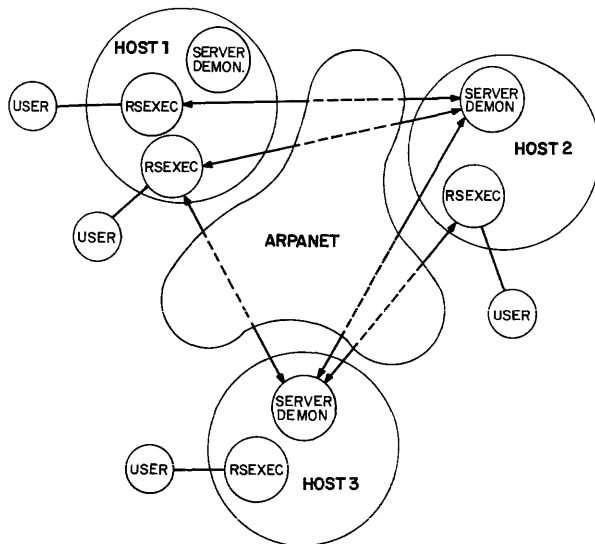 HOST 1
SERVER
DEMON.
USER
RSEXEC
RSEXEC
USER
SERVER
DEMON
HOST 2
RSEXEC
USER
ARPANET
SERVER
DEMON
USER
RSEXEC
HOST 3